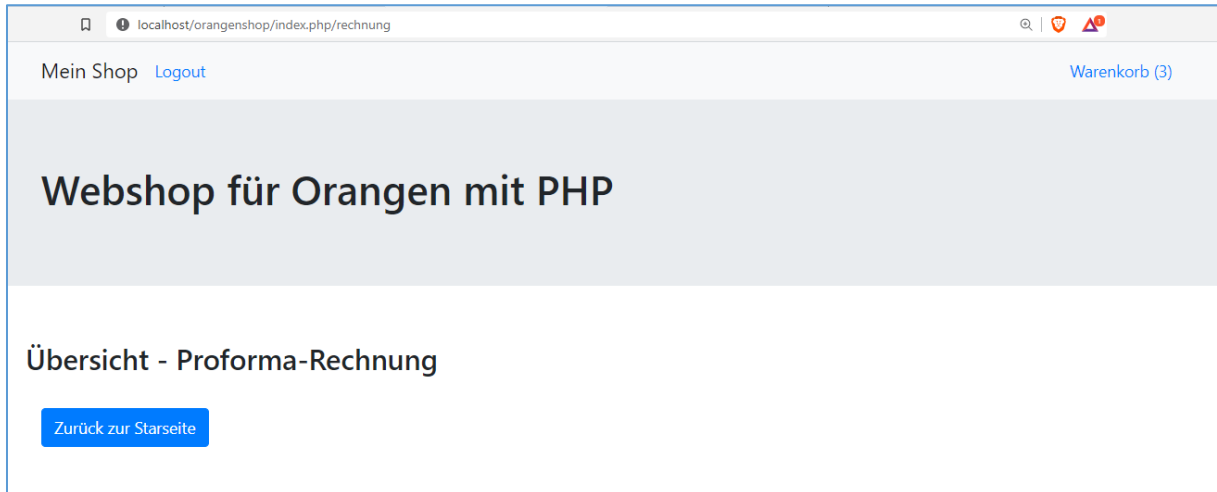 localhost/orangenshop/index.php/rechnung
Mein Shop Logout Warenkorb (3)
Webshop für Orangen mit PHP
Übersicht - Proforma-Rechnung
Zurück zur Starseite